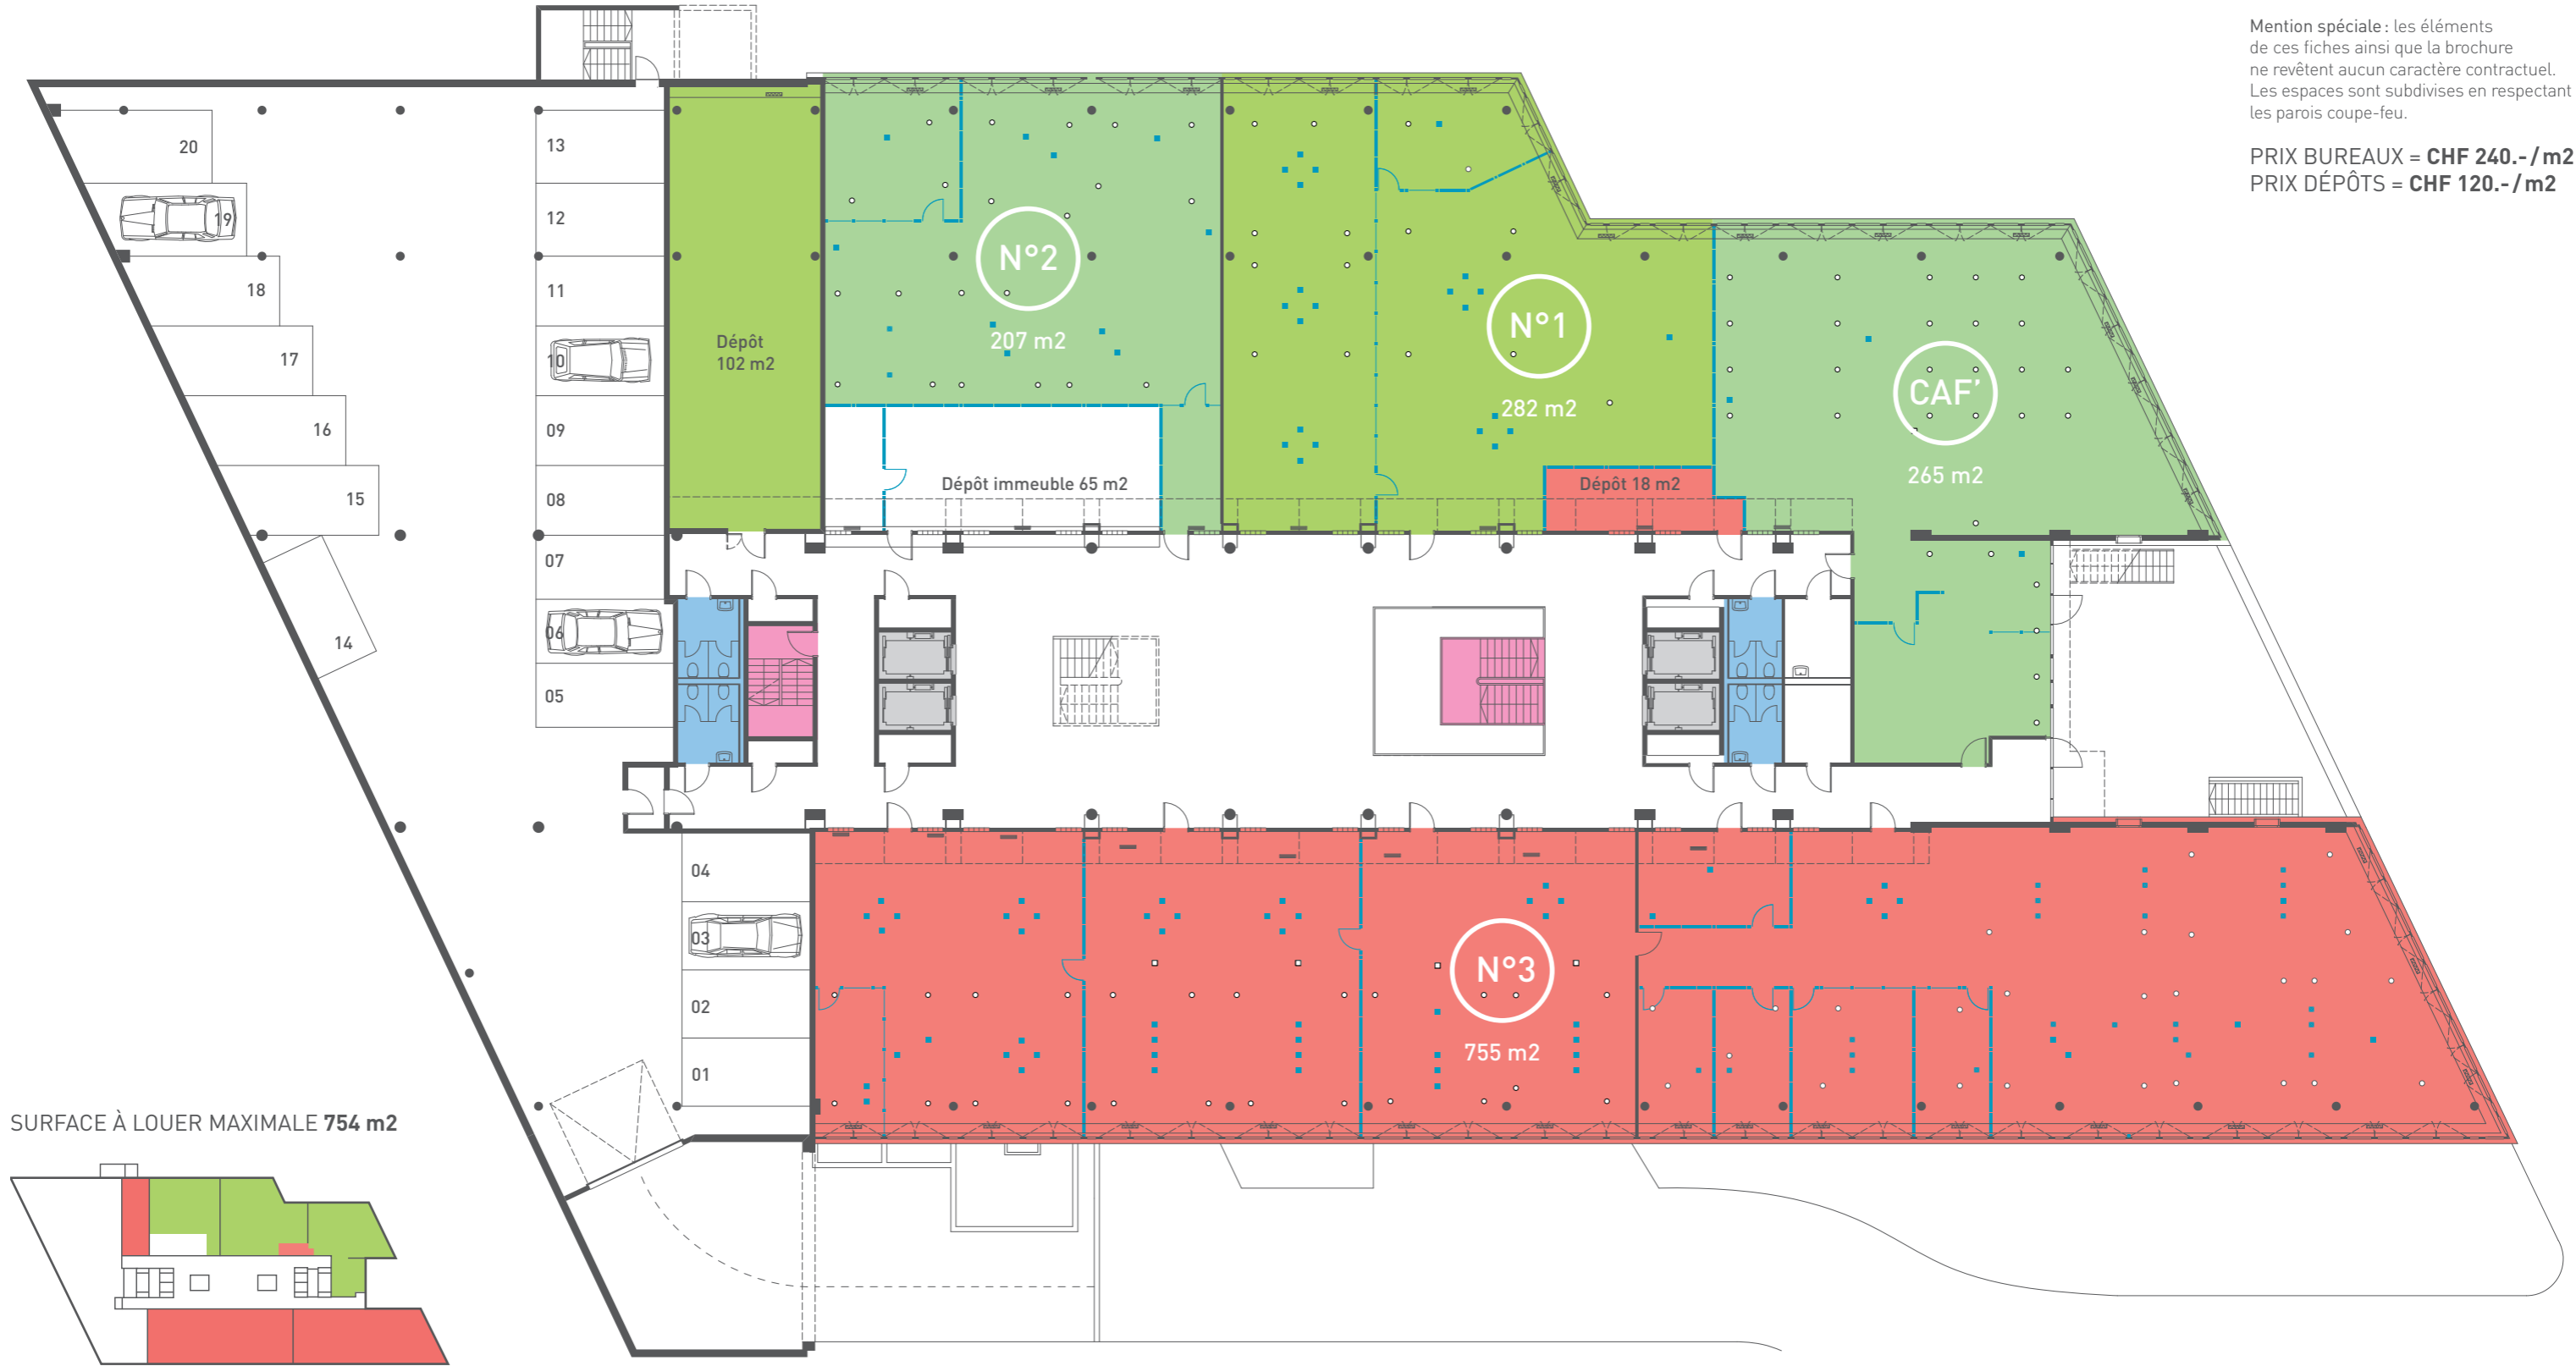 Mention spéciale : les éléments
de ces fiches ainsi que la brochure
ne revêtent aucun caractère contractuel.
Les espaces sont subdivises en respectant
les parois coupe-feu.
PRIX BUREAUX = CHF 240.-/m2
PRIX DÉPÔTS = CHF 120.-/m2
20
19
18
17
16
15
14
13
12
11
10
09
08
07
06
05
04
03
02
01
Dépôt
102 m2
N°2
207 m2
Dépôt immeuble 65 m2
N°1
282 m2
Dépôt 18 m2
CAF'
265 m2
N°3
755 m2
SURFACE À LOUER MAXIMALE 754 m2